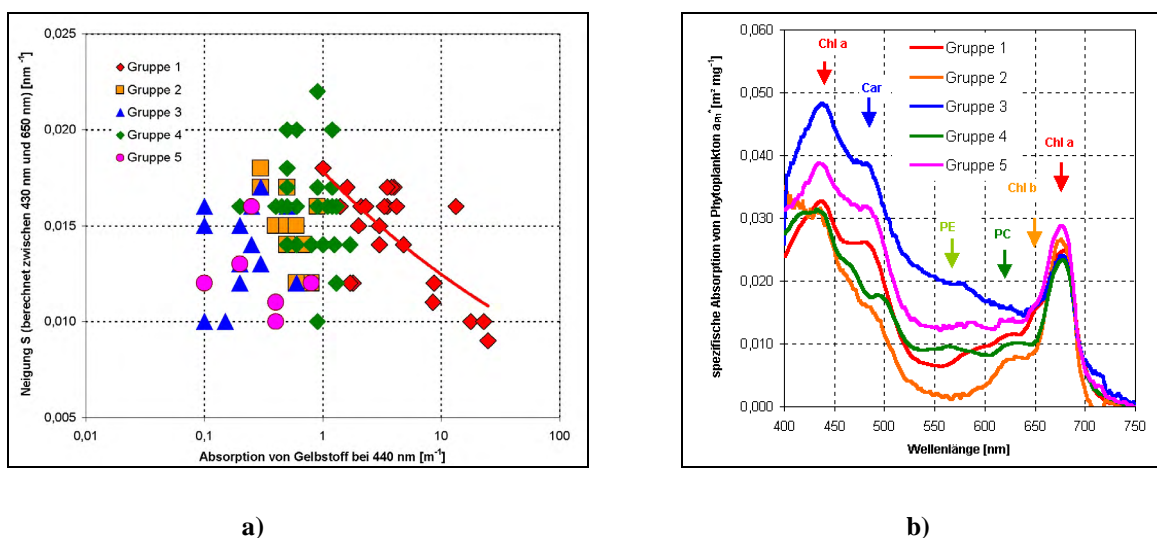 0,025
0,020
0,015
0,010
0,005
0,01
0,1
1
10
100
Neigung S (berechnet zwischen 430 nm und 650 nm) [nm⁻¹]
Absorption von Gelbstoff bei 440 nm [m⁻¹]
Gruppe 1
Gruppe 2
Gruppe 3
Gruppe 4
Gruppe 5
a)
0,060
0,050
0,040
0,030
0,020
0,010
0,000
400
450
500
550
600
650
700
750
spezifische Absorption von Phytoplankton aₚₕ* [m² mg⁻¹]
Wellenlänge [nm]
Chl a
Car
PE
PC
Chl b
Chl a
Gruppe 1
Gruppe 2
Gruppe 3
Gruppe 4
Gruppe 5
b)